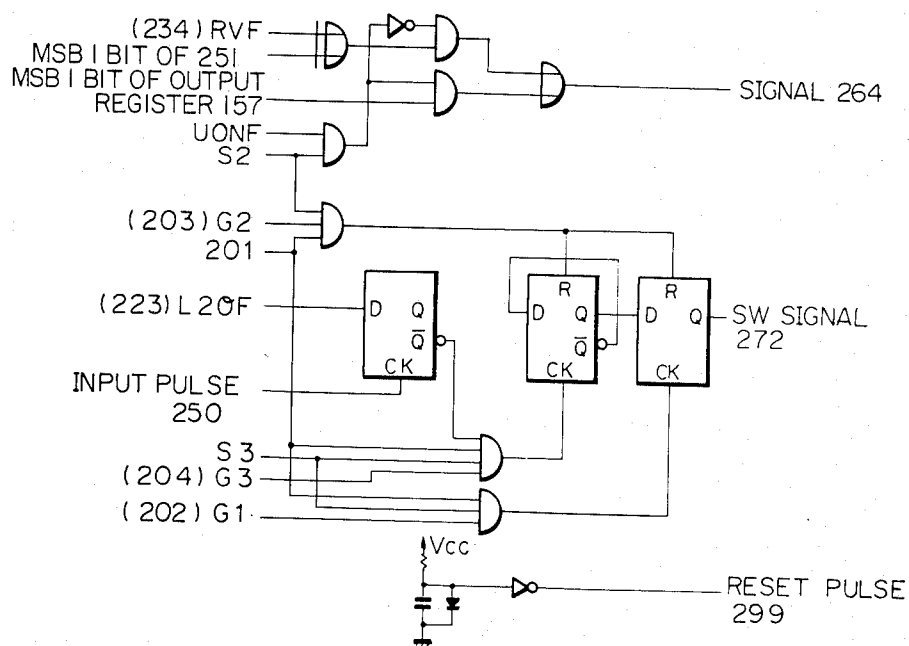 (234) RVF
MSB 1 BIT OF 251
MSB 1 BIT OF OUTPUT
REGISTER 157
UONF
S2
SIGNAL 264
(203) G2
201
(223) L20F
D Q
Q̅
CK
R
D Q
Q̅
CK
R
D Q
CK
SW SIGNAL
272
INPUT PULSE
250
S3
(204) G3
(202) G1
Vcc
RESET PULSE
299